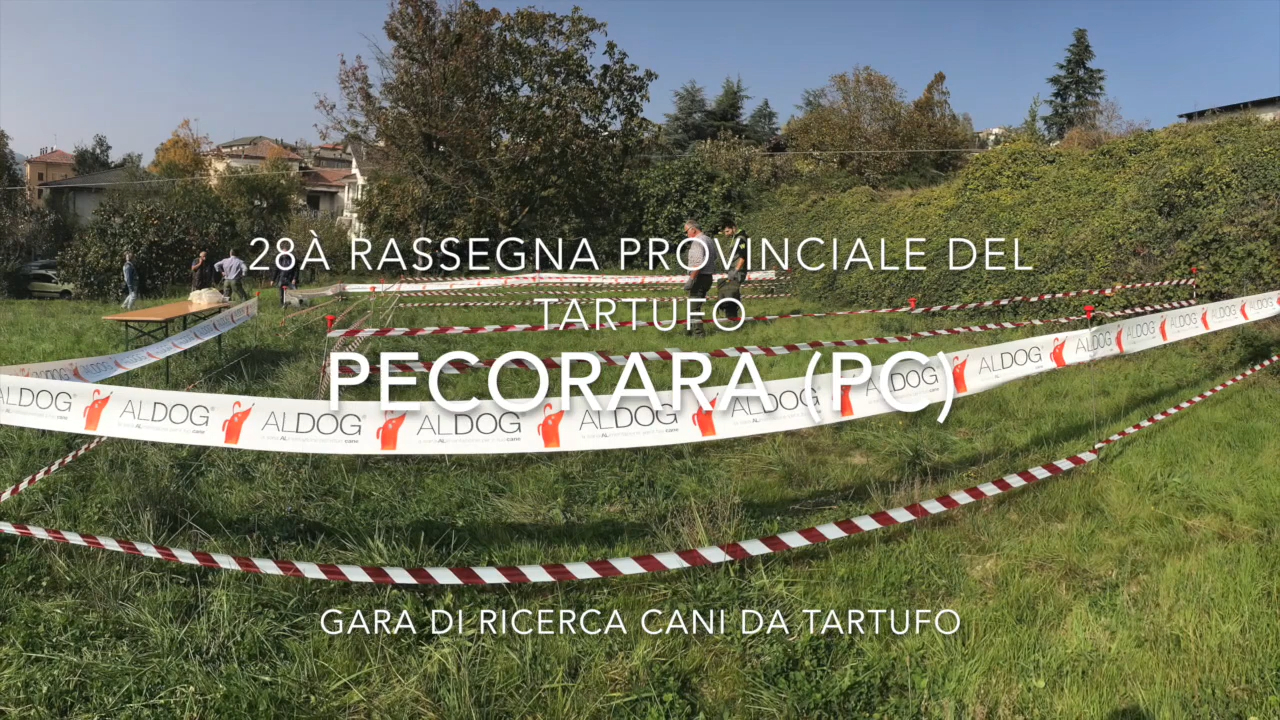 28À RASSEGNA PROVINCIALE DEL
TARTUFO
PECORARA (PC)
ALDOG ALDOG ALDOG ALDOG ALDOG ALDOG ALDOG ALDOG ALDOG ALDOG ALDOG
GARA DI RICERCA CANI DA TARTUFO